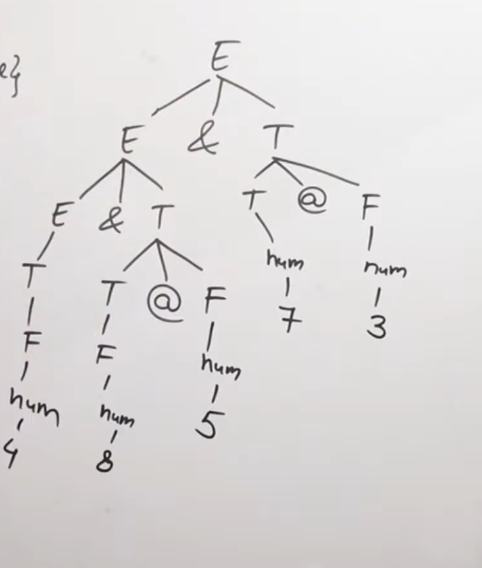 E
e}
E & T
E & T T @ F
T T @ F num num
F F num 7 3
num num 5
4 8